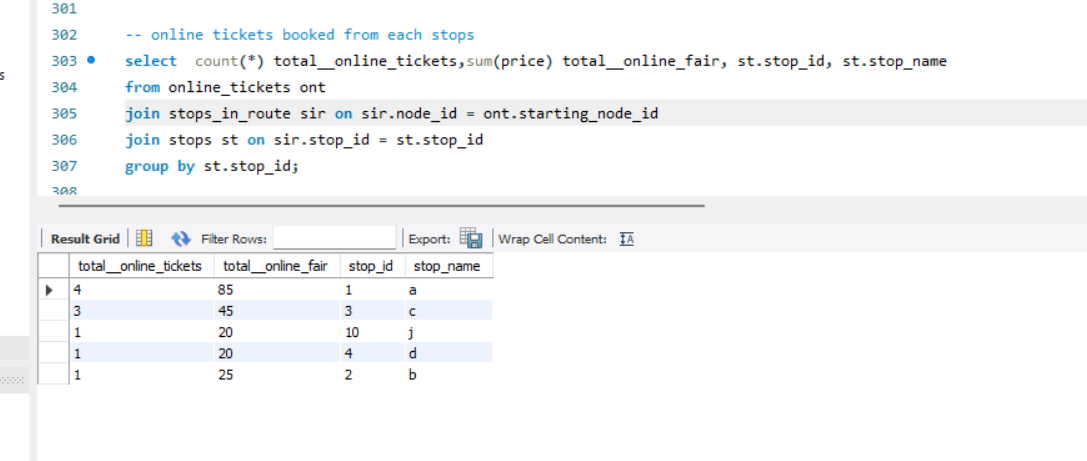 301
302 -- online tickets booked from each stops
303 select count(*) total__online_tickets,sum(price) total__online_fair, st.stop_id, st.stop_name
s
304 from online_tickets ont
305 join stops_in_route sir on sir.node_id = ont.starting_node_id
306 join stops st on sir.stop_id = st.stop_id
307 group by st.stop_id;
308
Result Grid Filter Rows: Export: Wrap Cell Content: IA
total__online_tickets total__online_fair stop_id stop_name
4 85 1 a
3 45 3 c
1 20 10 j
1 20 4 d
1 25 2 b